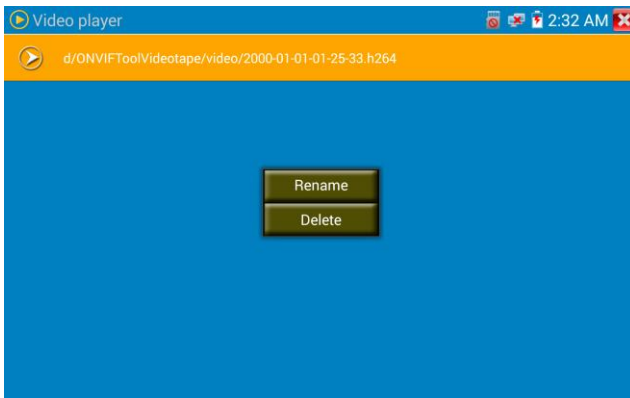 Video player
2:32 AM
d/ONVIFToolVideotape/video/2000-01-01-01-25-33.h264
Rename
Delete